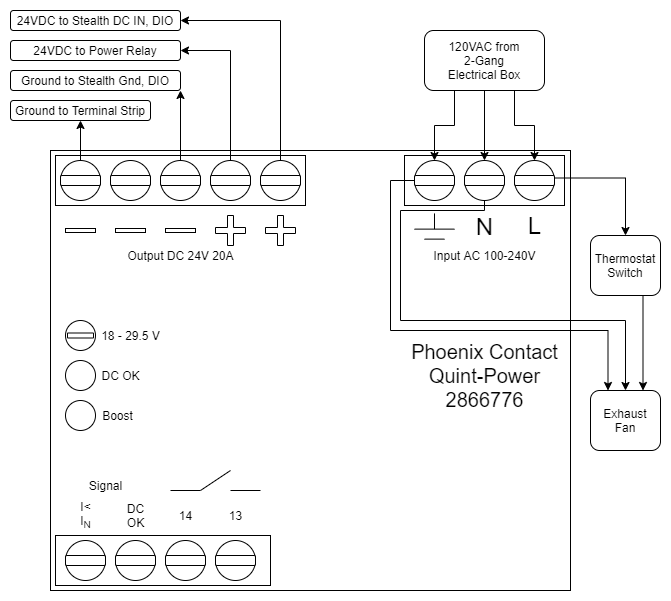 24VDC to Stealth DC IN, DIO
24VDC to Power Relay
Ground to Stealth Gnd, DIO
Ground to Terminal Strip
120VAC from
2-Gang
Electrical Box
N
L
Output DC 24V 20A
Input AC 100-240V
Thermostat
Switch
18 - 29.5 V
DC OK
Boost
Phoenix Contact
Quint-Power
2866776
Exhaust
Fan
Signal
I<
IN
DC
OK
14
13